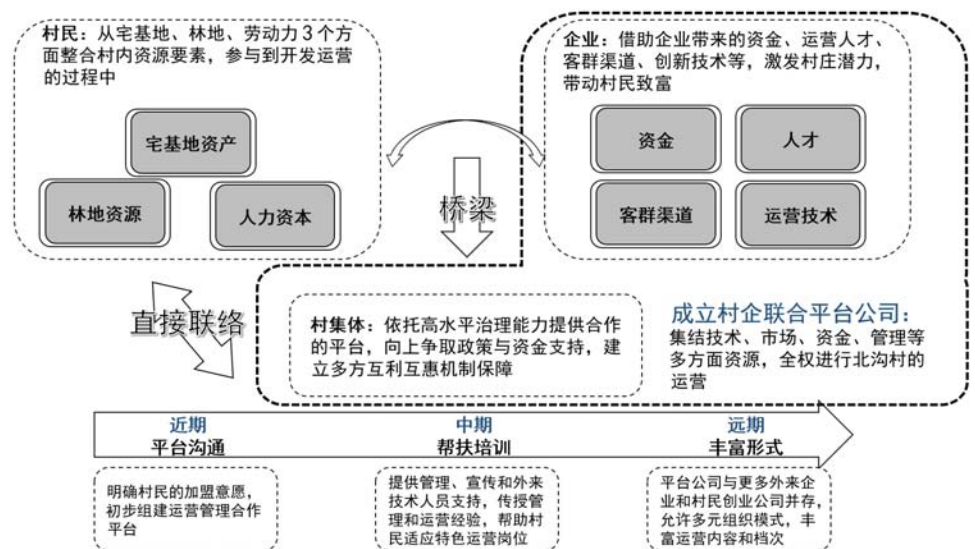 村民：从宅基地、林地、劳动力3个方
面整合村内资源要素，参与到开发运营
的过程中
宅基地资产
林地资源
人力资本
企业：借助企业带来的资金、运营人才、
客群渠道、创新技术等，激发村庄潜力，
带动村民致富
资金
人才
客群渠道
运营技术
桥梁
直接联络
村集体：依托高水平治理能力提供合作
的平台，向上争取政策与资金支持，建
立多方互利互惠机制保障
成立村企联合平台公司：
集结技术、市场、资金、管理等
多方面资源，全权进行北沟村的
运营
近期
平台沟通
中期
帮扶培训
远期
丰富形式
明确村民的加盟意愿，
初步组建运营管理合作
平台
提供管理、宣传和外来
技术人员支持，传授管
理和运营经验，帮助村
民适应特色运营岗位
平台公司与更多外来企
业和村民创业公司并存，
允许多元组织模式，丰
富运营内容和档次